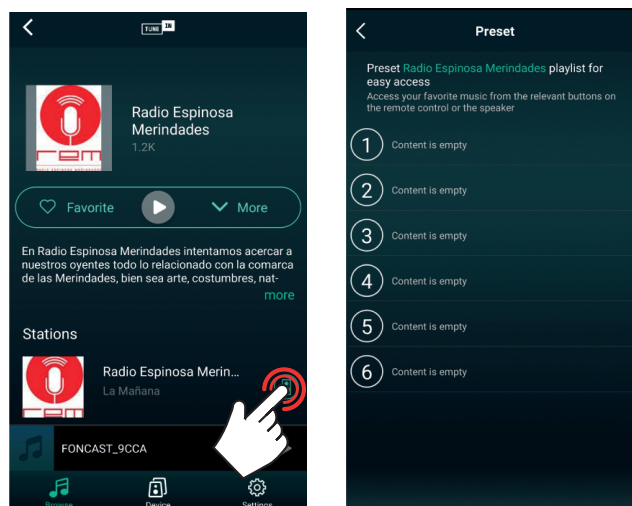 TUNE IN
Radio Espinosa
Merindades
1.2K
Favorite
More
En Radio Espinosa Merindades intentamos acercar a
nuestros oyentes todo lo relacionado con la comarca
de las Merindades, bien sea arte, costumbres, nat-
more
Stations
Radio Espinosa Merin...
La Mañana
FONCAST_9CCA
Browse
Device
Settings
Preset
Preset Radio Espinosa Merindades playlist for
easy access
Access your favorite music from the relevant buttons on
the remote control or the speaker
1 Content is empty
2 Content is empty
3 Content is empty
4 Content is empty
5 Content is empty
6 Content is empty